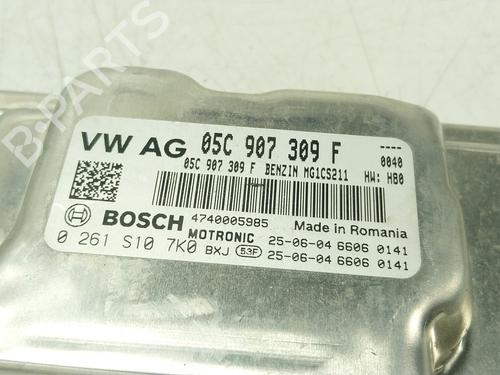 B-PARTS
VW AG 05C 907 309 F ----
05C 907 309 F BENZIN MG1CS211 0040
HW: H80
BOSCH 4740005985 Made in Romania
MOTRONIC 25-06-04 6606 0141
0 261 S10 7K0 BXJ 53F 25-06-04 6606 0141